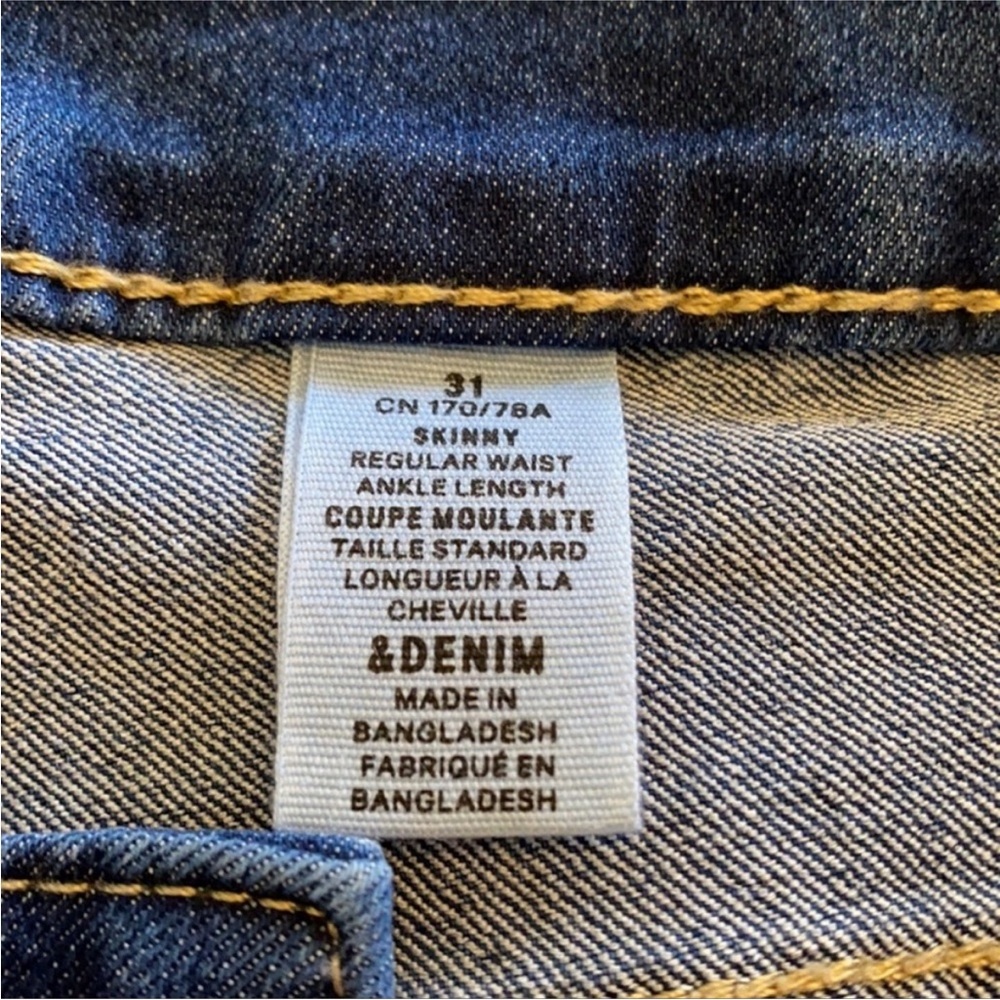 31
CN 170/78A
SKINNY
REGULAR WAIST
ANKLE LENGTH
COUPE MOULANTE
TAILLE STANDARD
LONGUEUR À LA
CHEVILLE
&DENIM
MADE IN
BANGLADESH
FABRIQUÉ EN
BANGLADESH